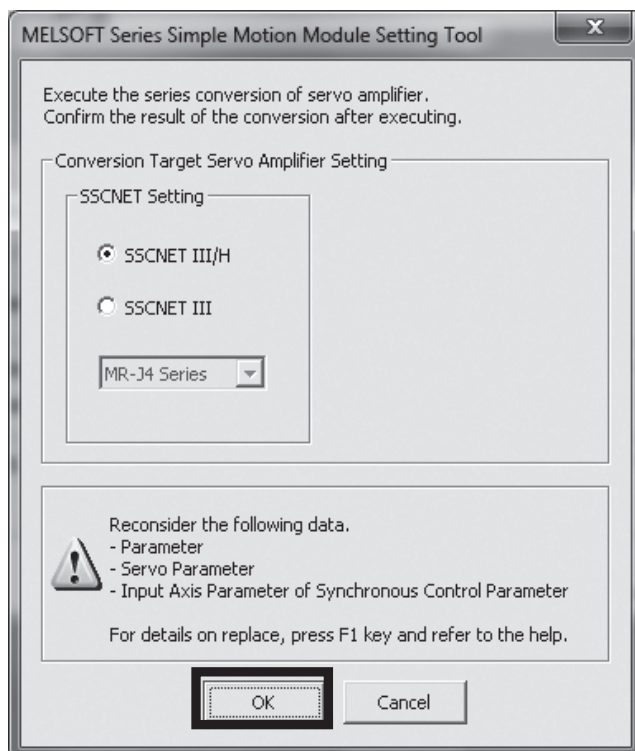 MELSOFT Series Simple Motion Module Setting Tool
X
Execute the series conversion of servo amplifier.
Confirm the result of the conversion after executing.
Conversion Target Servo Amplifier Setting
SSCNET Setting
SSCNET III/H
SSCNET III
MR-J4 Series
Reconsider the following data.
- Parameter
- Servo Parameter
- Input Axis Parameter of Synchronous Control Parameter
For details on replace, press F1 key and refer to the help.
OK
Cancel